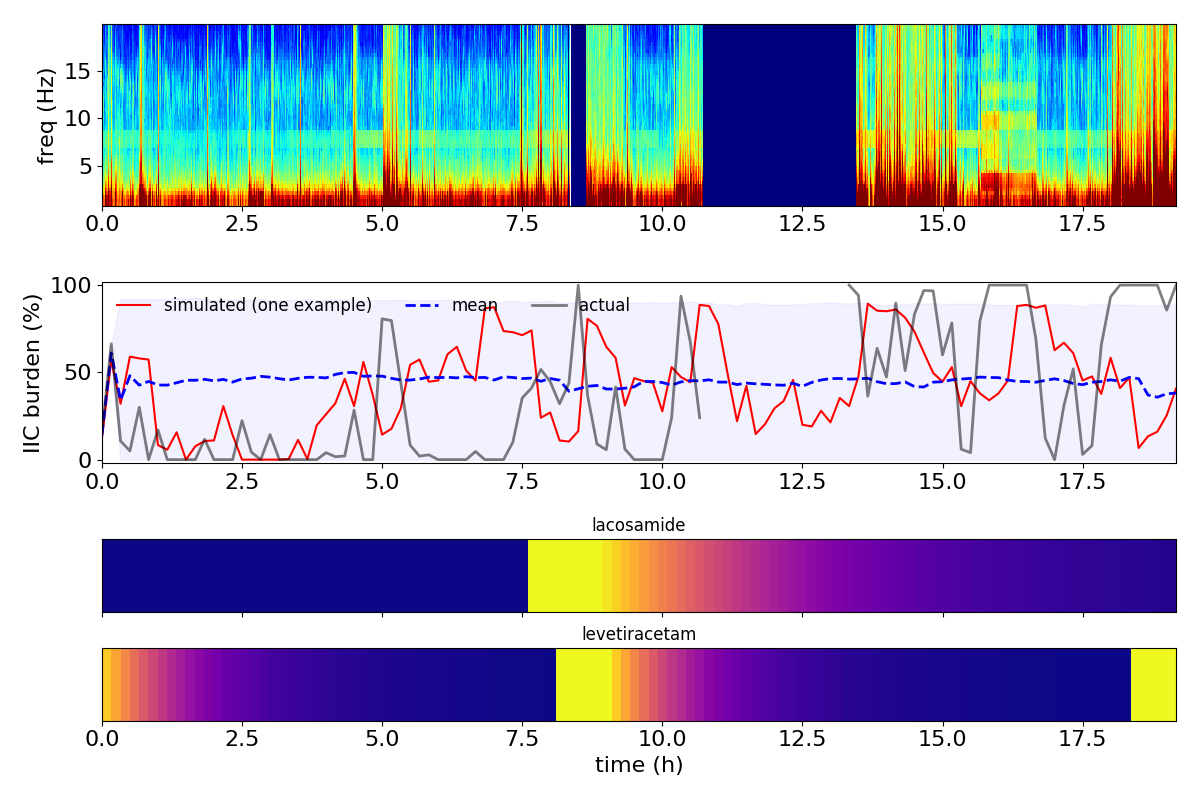 freq (Hz)
15
10
5
0.0 2.5 5.0 7.5 10.0 12.5 15.0 17.5
IIC burden (%)
100
50
0
simulated (one example) mean actual
0.0 2.5 5.0 7.5 10.0 12.5 15.0 17.5
lacosamide
levetiracetam
0.0 2.5 5.0 7.5 10.0 12.5 15.0 17.5
time (h)